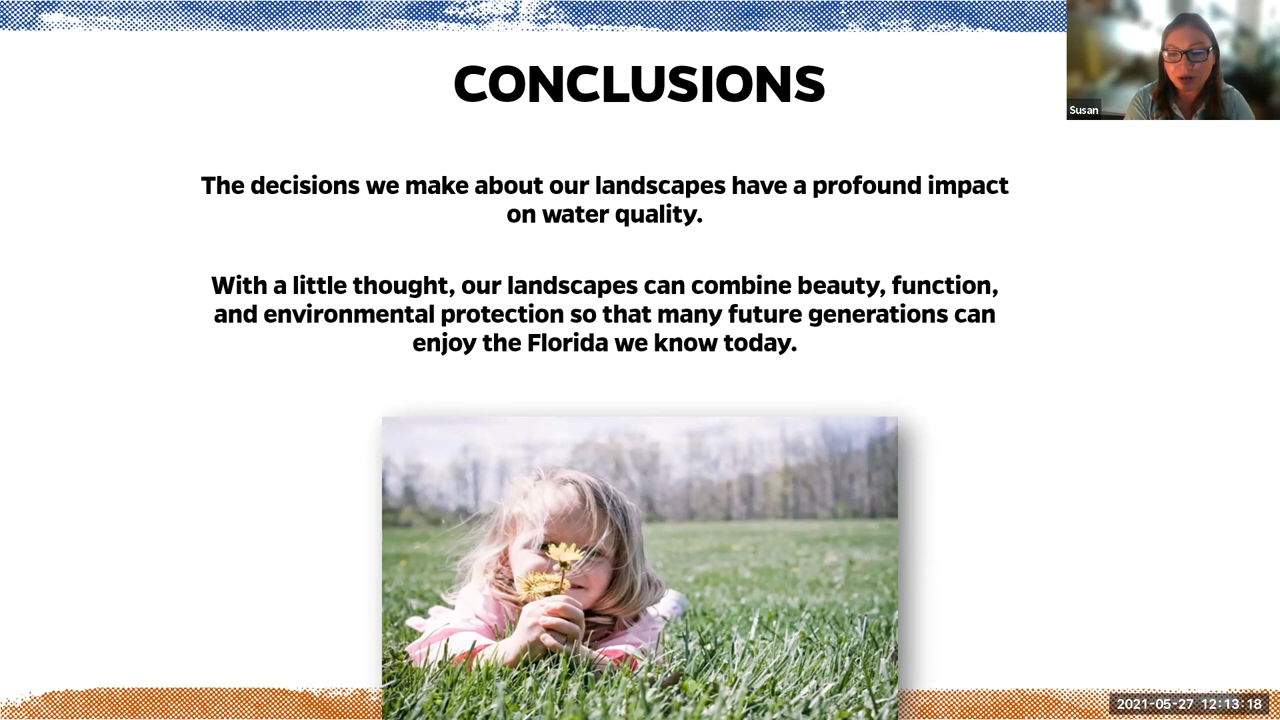 CONCLUSIONS
Susan
The decisions we make about our landscapes have a profound impact
on water quality.
With a little thought, our landscapes can combine beauty, function,
and environmental protection so that many future generations can
enjoy the Florida we know today.
2021-05-27 12:13:18